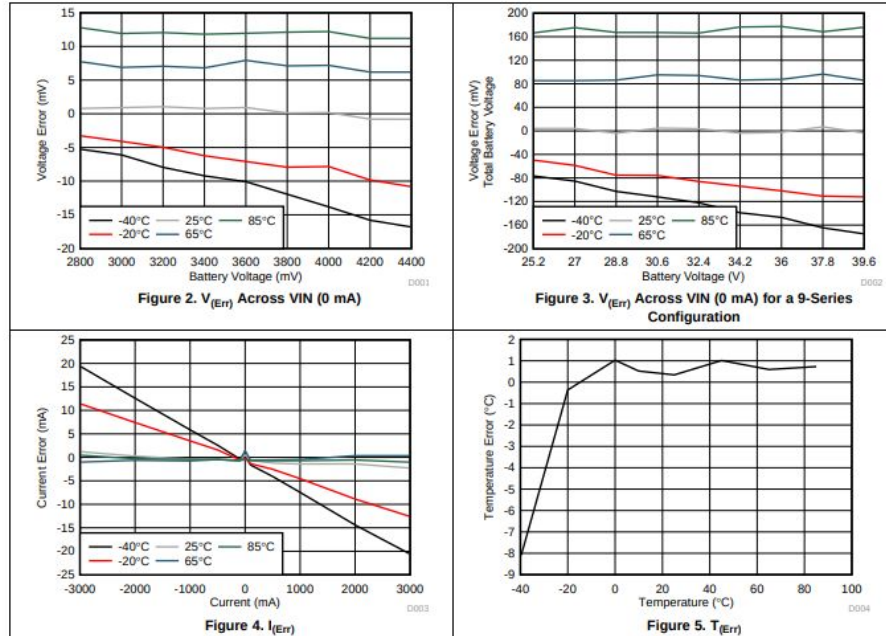 15
10
5
0
-5
-10
-15
-20
Voltage Error (mV)
-40°C
-20°C
25°C
65°C
85°C
2800 3000 3200 3400 3600 3800 4000 4200 4400
Battery Voltage (mV)
D001
Figure 2. V(Err) Across VIN (0 mA)
200
160
120
80
40
0
-40
-80
-120
-160
-200
Voltage Error (mV)
Total Battery Voltage
-40°C
-20°C
25°C
65°C
85°C
25.2 27 28.8 30.6 32.4 34.2 36 37.8 39.6
Battery Voltage (V)
D002
Figure 3. V(Err) Across VIN (0 mA) for a 9-Series
Configuration
25
20
15
10
5
0
-5
-10
-15
-20
-25
Current Error (mA)
-40°C
-20°C
25°C
65°C
85°C
-3000 -2000 -1000 0 1000 2000 3000
Current (mA)
D003
Figure 4. I(Err)
2
1
0
-1
-2
-3
-4
-5
-6
-7
-8
-9
Temperature Error (°C)
-40 -20 0 20 40 60 80 100
Temperature (°C)
D004
Figure 5. T(Err)